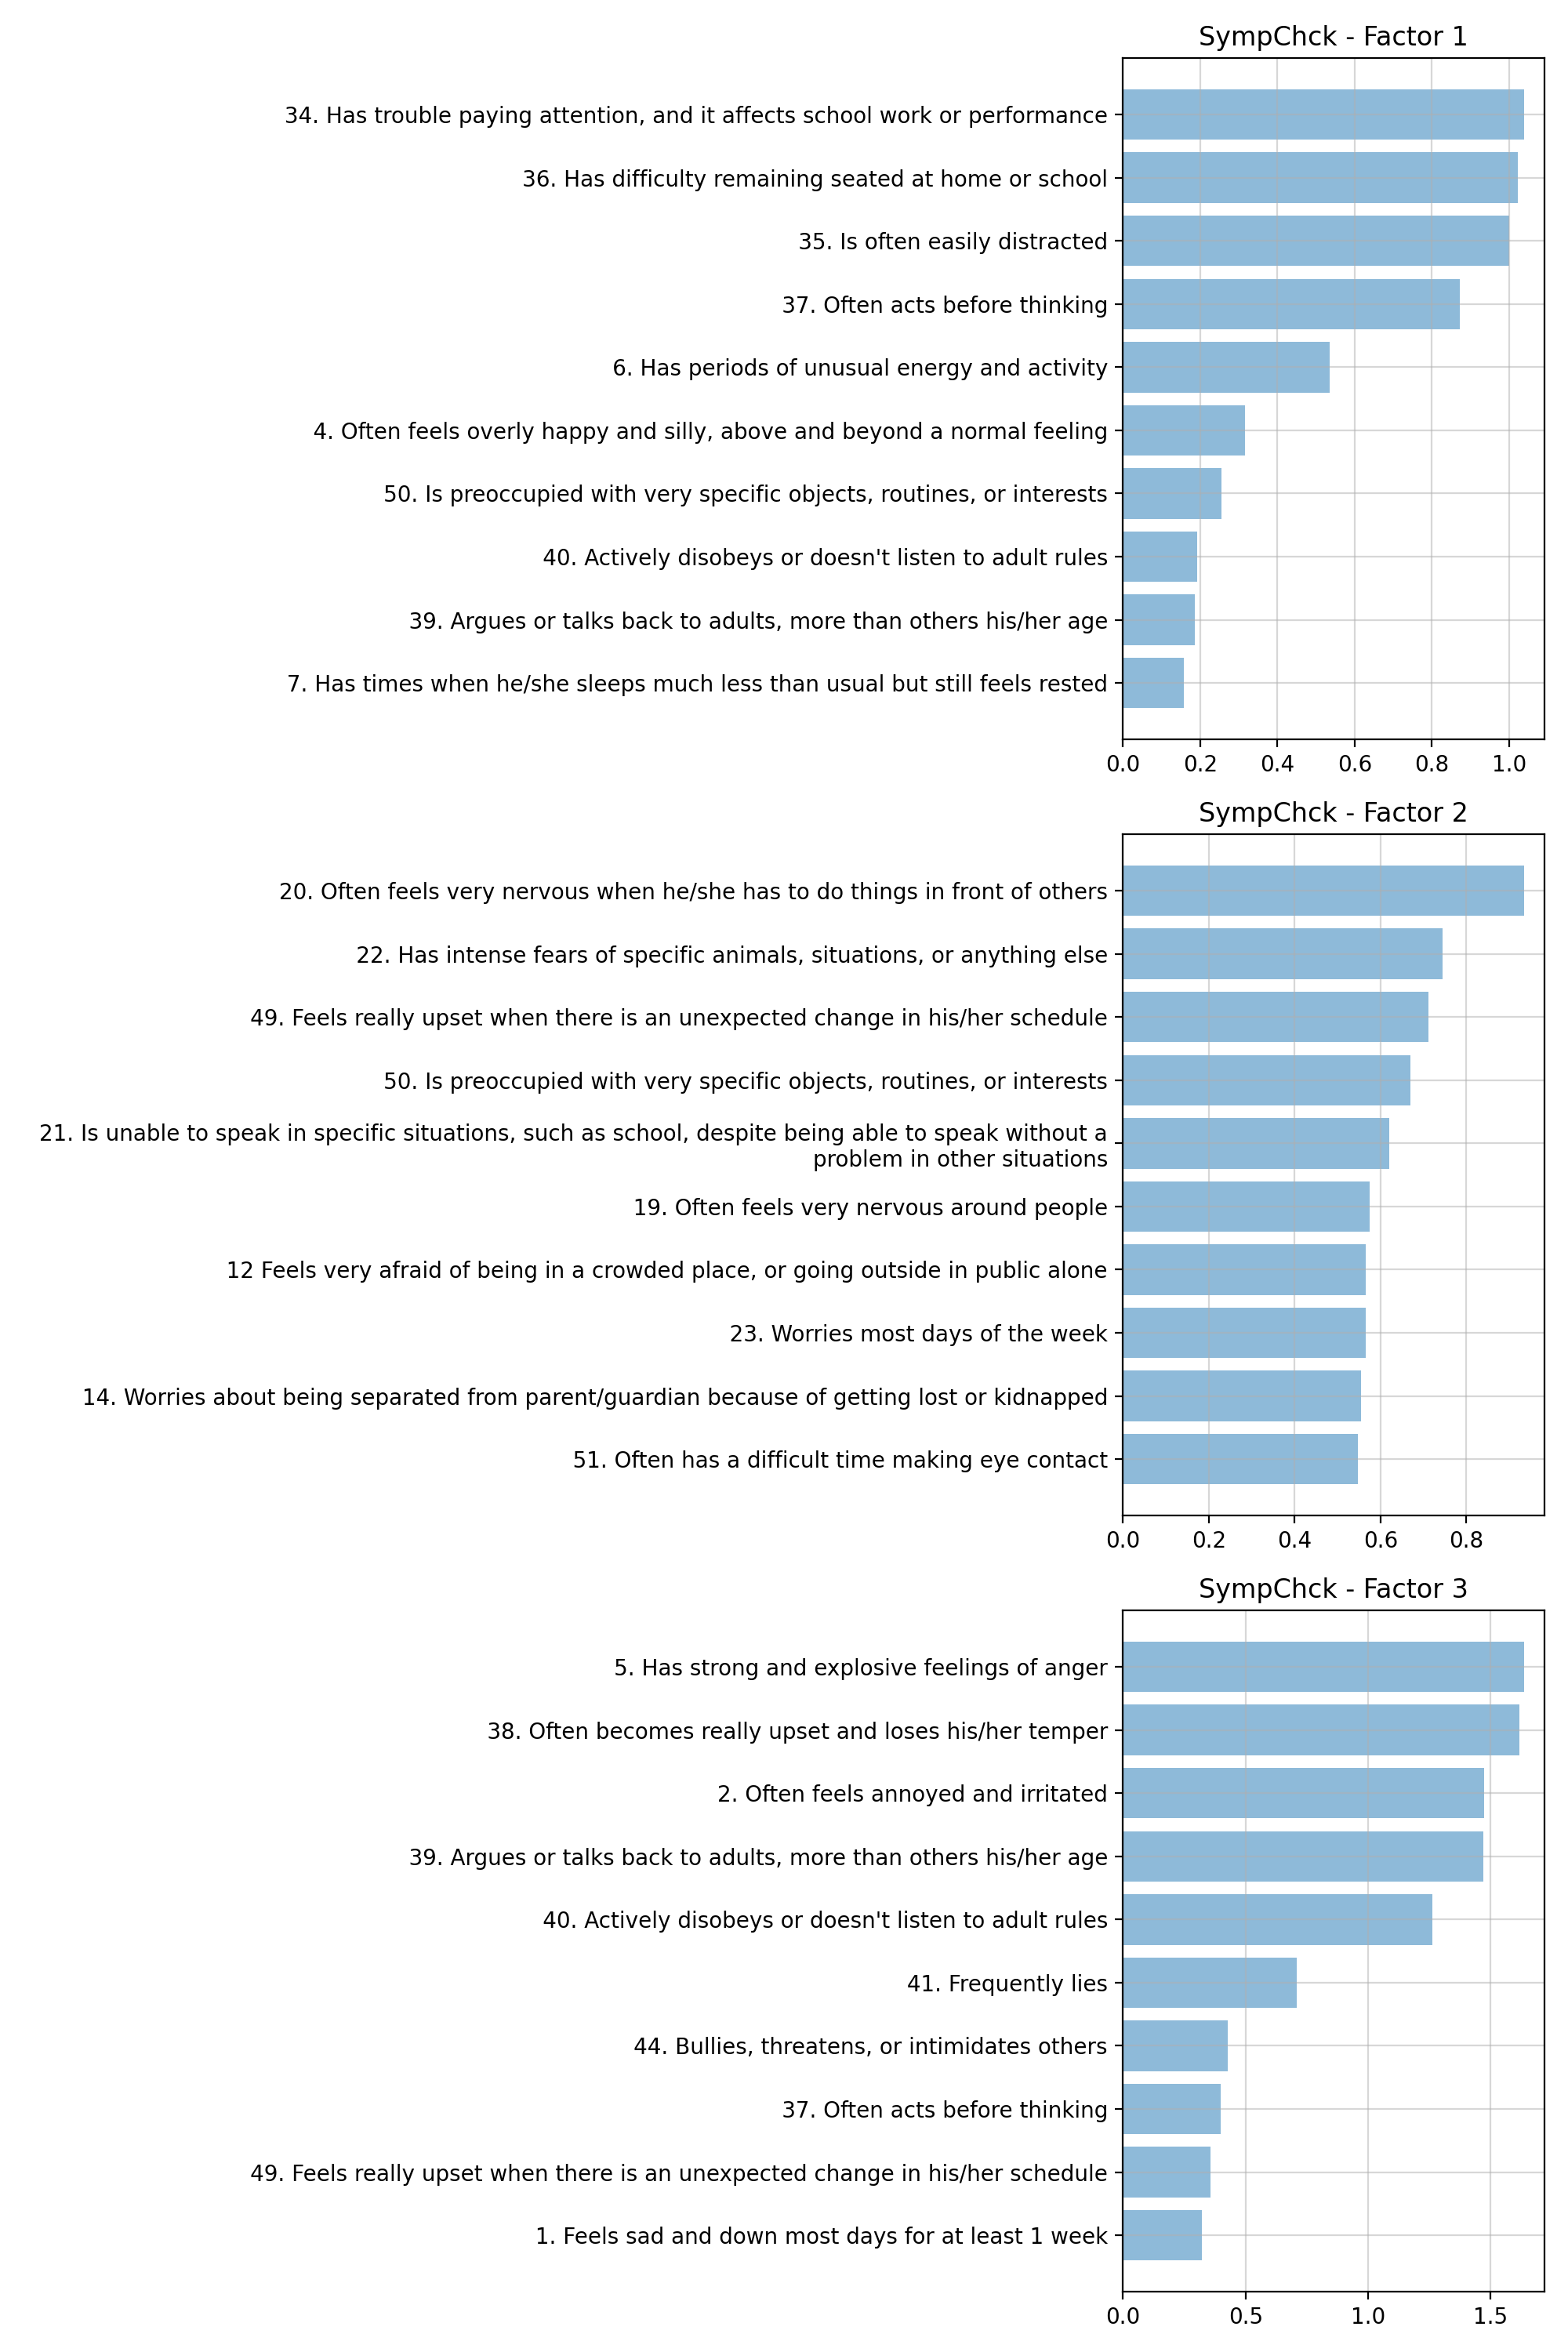 SympChck - Factor 1
34. Has trouble paying attention, and it affects school work or performance
36. Has difficulty remaining seated at home or school
35. Is often easily distracted
37. Often acts before thinking
6. Has periods of unusual energy and activity
4. Often feels overly happy and silly, above and beyond a normal feeling
50. Is preoccupied with very specific objects, routines, or interests
40. Actively disobeys or doesn't listen to adult rules
39. Argues or talks back to adults, more than others his/her age
7. Has times when he/she sleeps much less than usual but still feels rested
0.0 0.2 0.4 0.6 0.8 1.0
SympChck - Factor 2
20. Often feels very nervous when he/she has to do things in front of others
22. Has intense fears of specific animals, situations, or anything else
49. Feels really upset when there is an unexpected change in his/her schedule
50. Is preoccupied with very specific objects, routines, or interests
21. Is unable to speak in specific situations, such as school, despite being able to speak without a
problem in other situations
19. Often feels very nervous around people
12 Feels very afraid of being in a crowded place, or going outside in public alone
23. Worries most days of the week
14. Worries about being separated from parent/guardian because of getting lost or kidnapped
51. Often has a difficult time making eye contact
0.0 0.2 0.4 0.6 0.8
SympChck - Factor 3
5. Has strong and explosive feelings of anger
38. Often becomes really upset and loses his/her temper
2. Often feels annoyed and irritated
39. Argues or talks back to adults, more than others his/her age
40. Actively disobeys or doesn't listen to adult rules
41. Frequently lies
44. Bullies, threatens, or intimidates others
37. Often acts before thinking
49. Feels really upset when there is an unexpected change in his/her schedule
1. Feels sad and down most days for at least 1 week
0.0 0.5 1.0 1.5